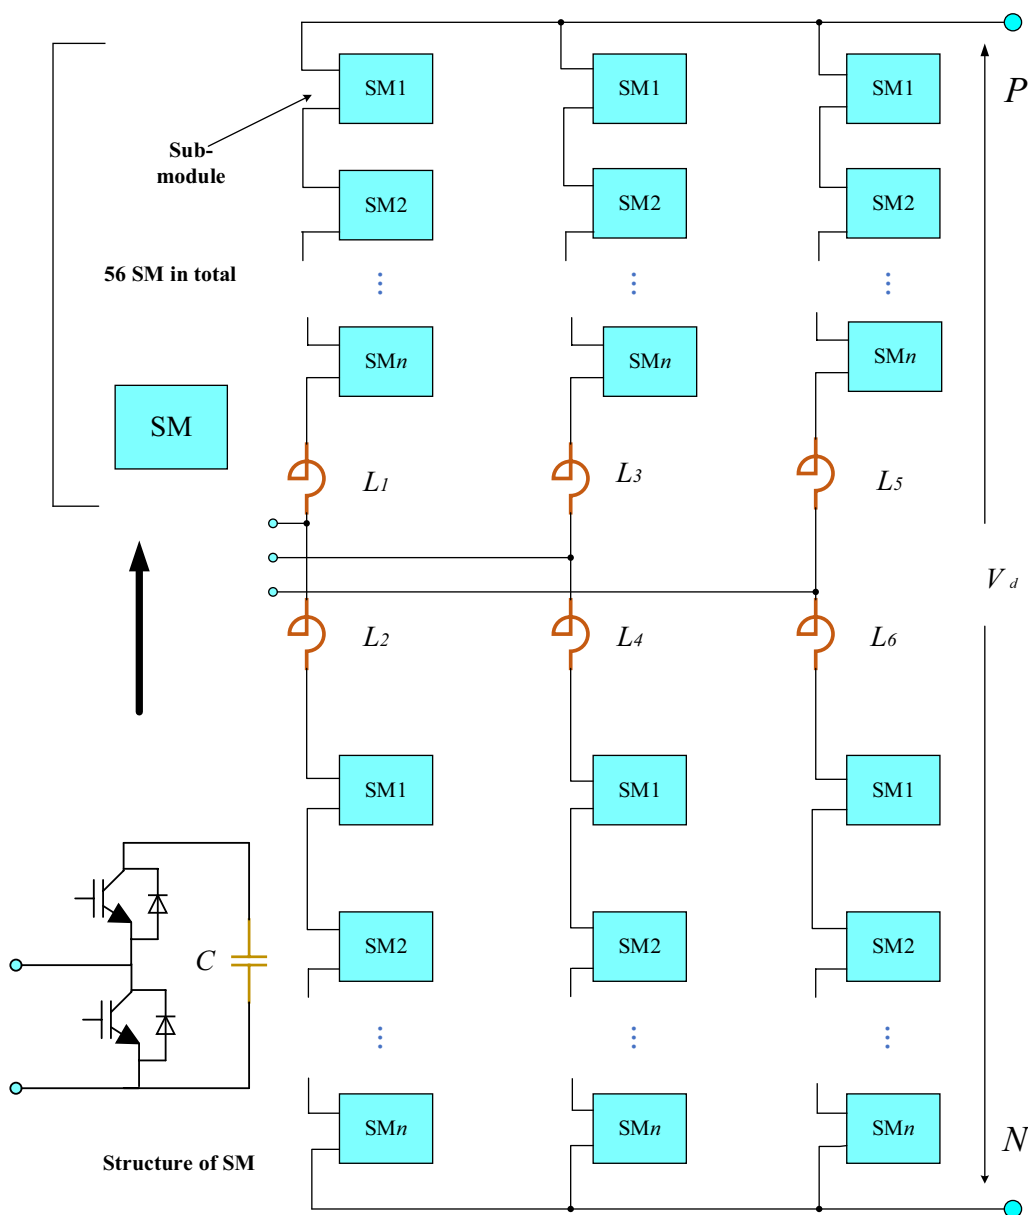 SM1
SM1
SM1
P
Sub-
module
SM2
SM2
SM2
56 SM in total
SMn
SMn
SMn
SM
L1
L3
L5
V d
L2
L4
L6
SM1
SM1
SM1
C
SM2
SM2
SM2
SMn
SMn
SMn
N
Structure of SM